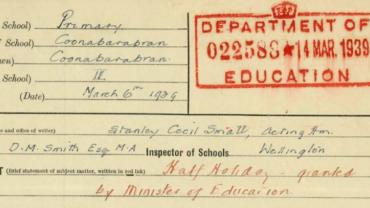 School) Primary
School) Coonabarabran
Coonabarabran
School) IV.
(Date) March 6th 1939
DEPARTMENT OF
022588 ★ 14 MAR. 1939
EDUCATION
and office of writer) Stanley Cecil Small, Acting Hm.
D.M. Smith Esq M.A Inspector of Schools Wellington
(Brief statement of subject matter, written in red ink) Half Holiday - granted
by Minister of Education